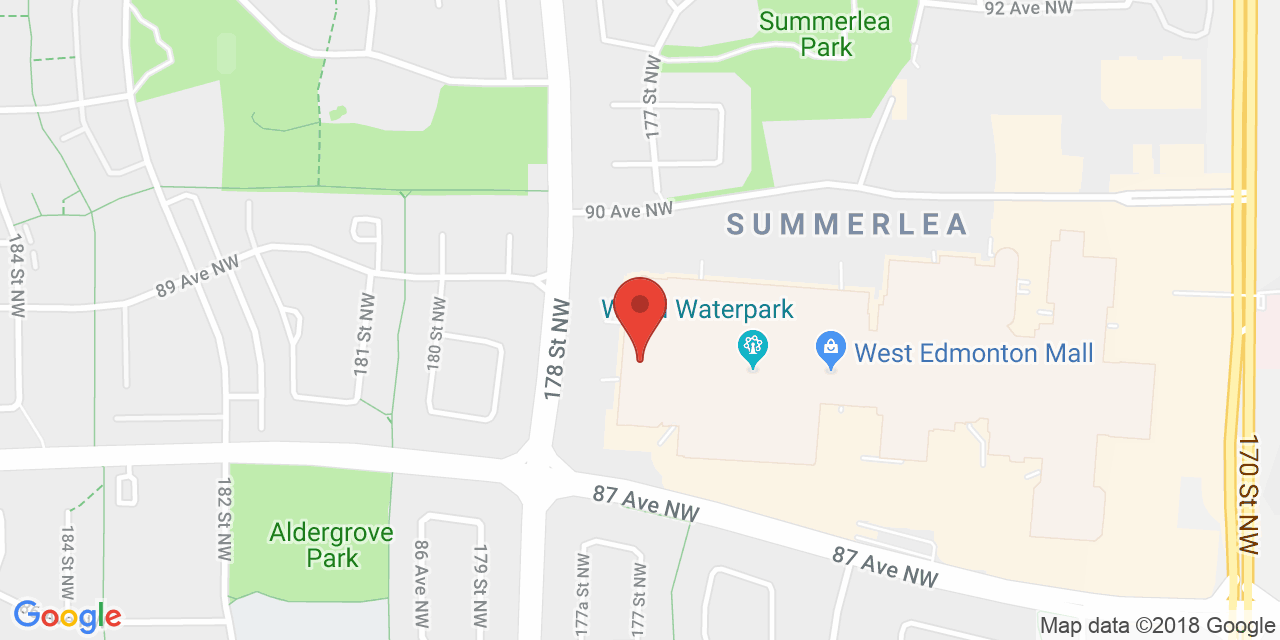 92 Ave NW
Summerlea
Park
177 St NW
90 Ave NW
SUMMERLEA
184 St NW
89 Ave NW
181 St NW
180 St NW
178 St NW
Waterpark
West Edmonton Mall
170 St NW
87 Ave NW
182 St NW
Aldergrove
Park
184 St NW
86 Ave NW
179 St NW
177a St NW
177 St NW
87 Ave NW
Google
Map data ©2018 Google